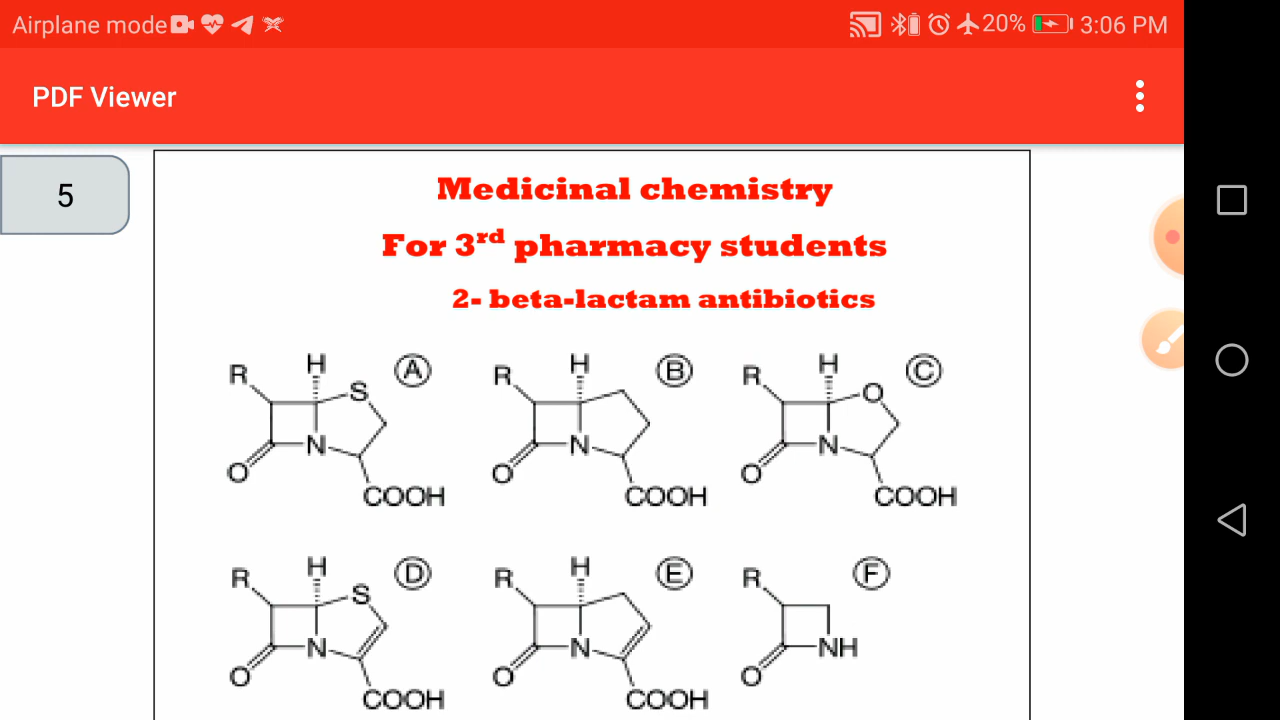 Airplane mode 20% 3:06 PM
PDF Viewer
5
Medicinal chemistry
For 3rd pharmacy students
2- beta-lactam antibiotics
R H S A N O COOH
R H B N O COOH
R H O C N O COOH
R H S D N O COOH
R H E N O COOH
R F NH O